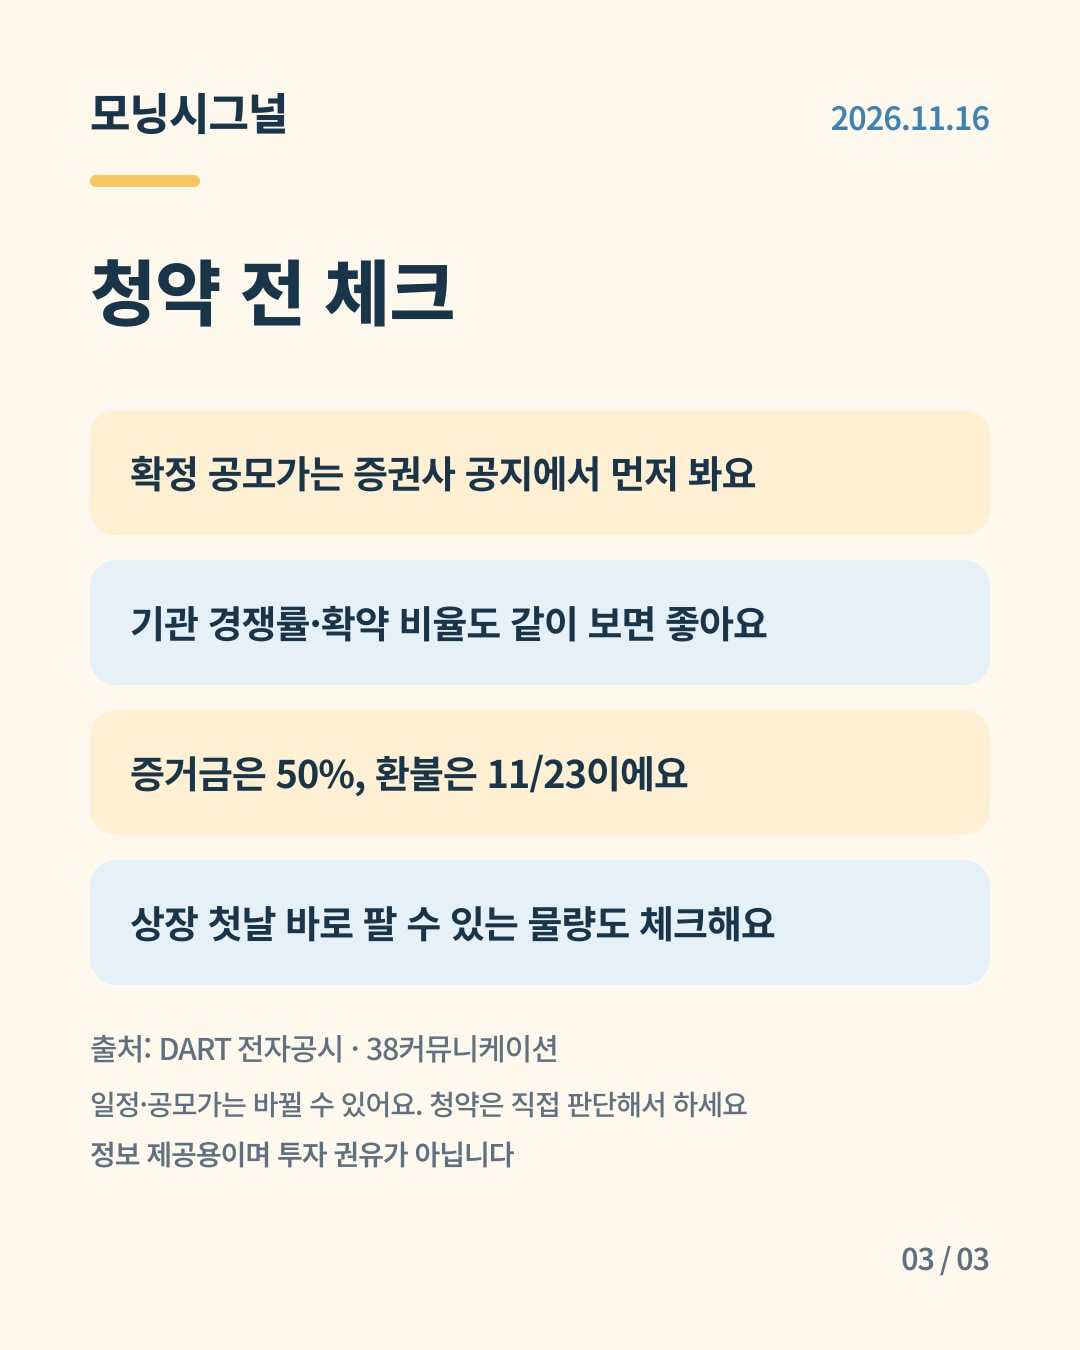 모닝시그널
2026.11.16
청약 전 체크
확정 공모가는 증권사 공지에서 먼저 봐요
기관 경쟁률·확약 비율도 같이 보면 좋아요
증거금은 50%, 환불은 11/23이에요
상장 첫날 바로 팔 수 있는 물량도 체크해요
출처: DART 전자공시 · 38커뮤니케이션
일정·공모가는 바뀔 수 있어요. 청약은 직접 판단해서 하세요
정보 제공용이며 투자 권유가 아닙니다
03 / 03